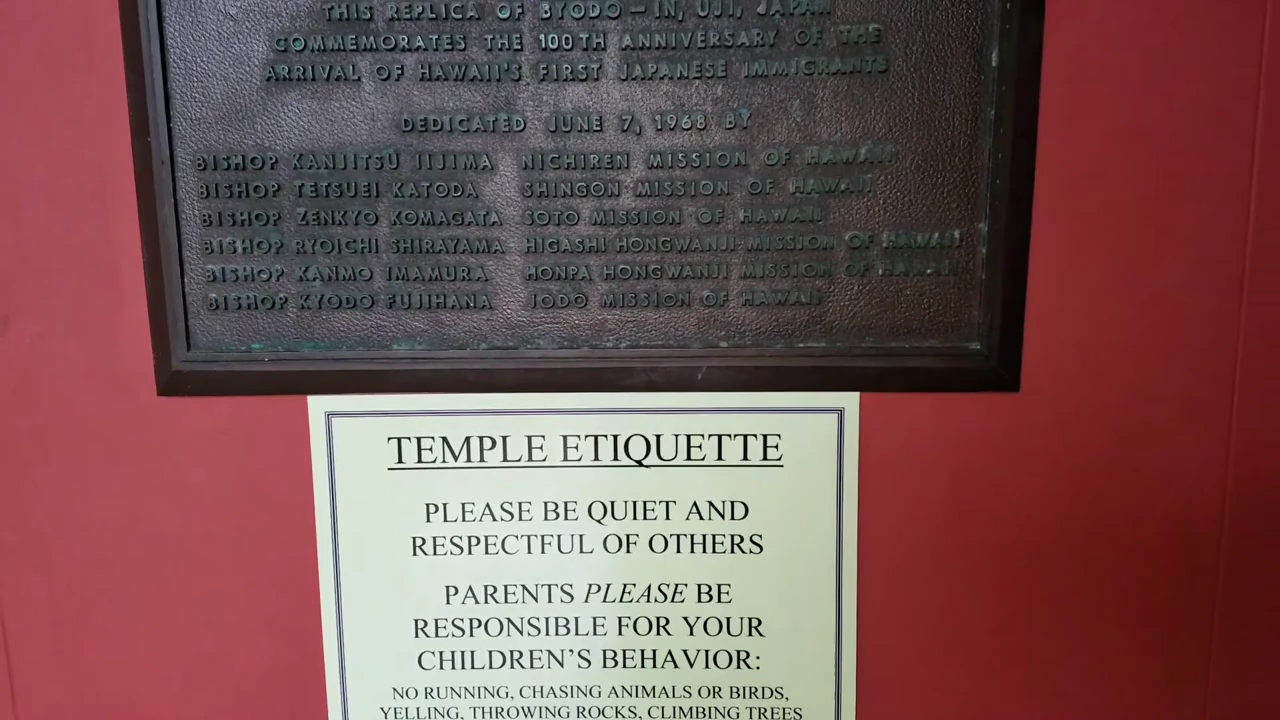 THIS REPLICA OF BYODO-IN, UJI, JAPAN
COMMEMORATES THE 100TH ANNIVERSARY OF THE
ARRIVAL OF HAWAII'S FIRST JAPANESE IMMIGRANTS
DEDICATED JUNE 7, 1968 BY
BISHOP KANJITSU IIJIMA NICHIREN MISSION OF HAWAII
BISHOP TETSUEI KATODA SHINGON MISSION OF HAWAII
BISHOP ZENKYO KOMAGATA SOTO MISSION OF HAWAII
BISHOP RYOICHI SHIRAYAMA HIGASHI HONGWANJI MISSION OF HAWAII
BISHOP KANMO IMAMURA HONPA HONGWANJI MISSION OF HAWAII
BISHOP KYODO FUJIHANA JODO MISSION OF HAWAII
TEMPLE ETIQUETTE
PLEASE BE QUIET AND
RESPECTFUL OF OTHERS
PARENTS PLEASE BE
RESPONSIBLE FOR YOUR
CHILDREN'S BEHAVIOR:
NO RUNNING, CHASING ANIMALS OR BIRDS,
YELLING, THROWING ROCKS, CLIMBING TREES